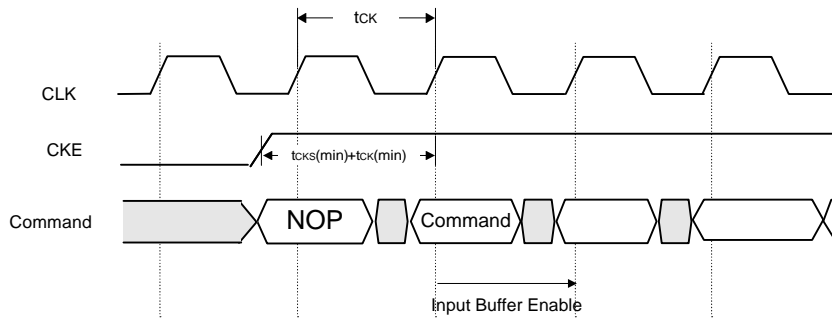 tCK
CLK
CKE
tCKS(min)+tCK(min)
Command
NOP
Command
Input Buffer Enable